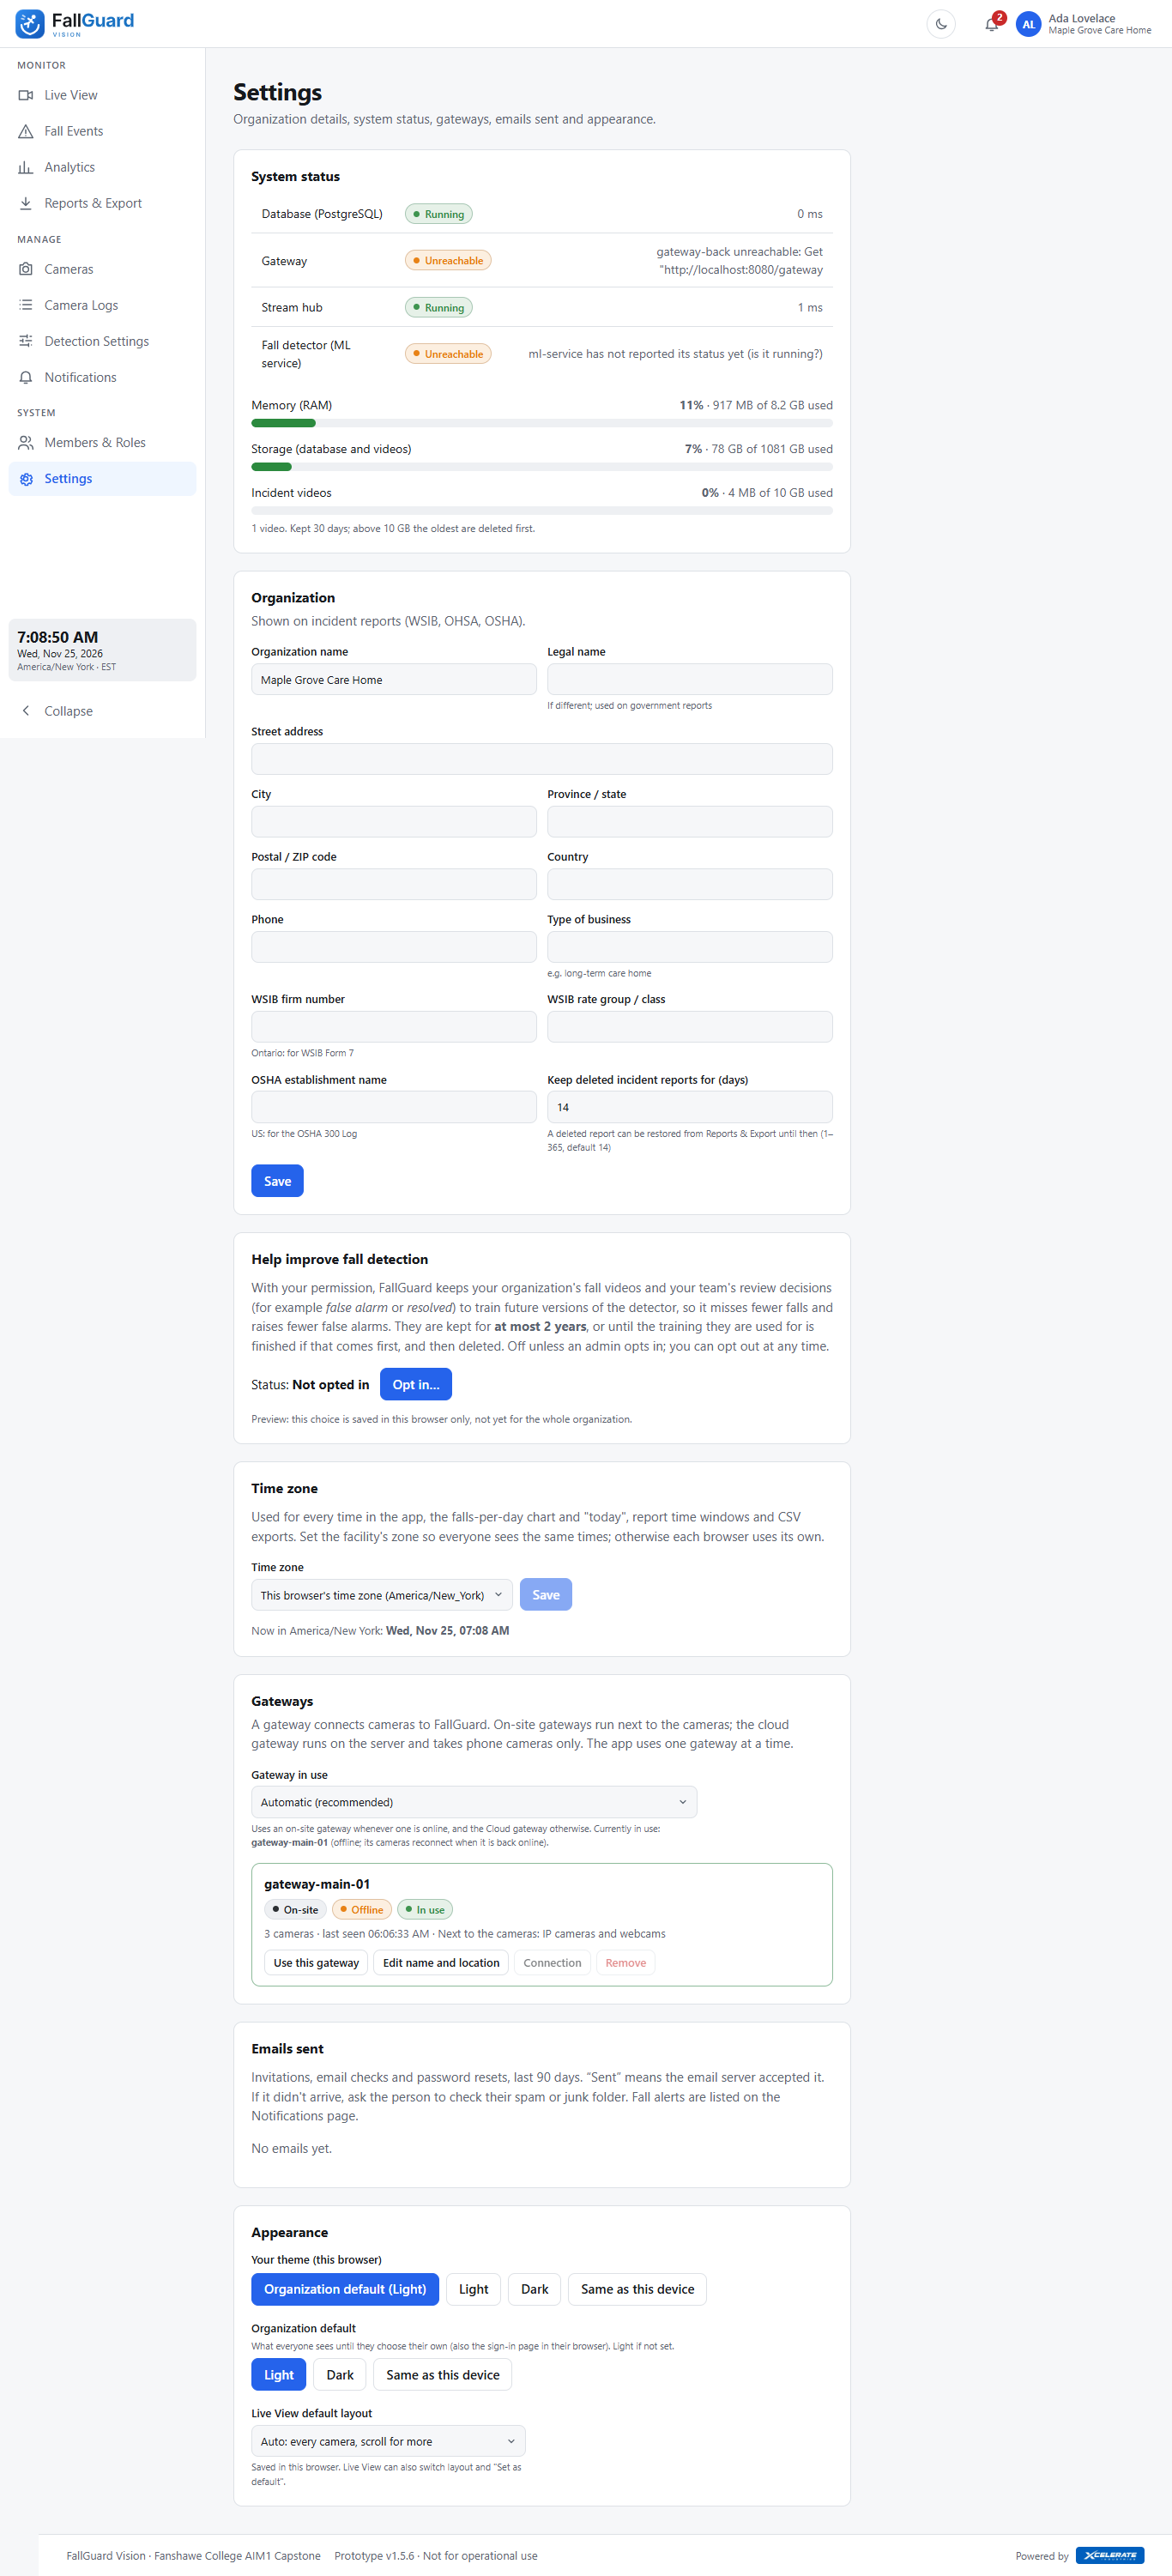 FallGuard
VISION
2
AL
Ada Lovelace
Maple Grove Care Home
MONITOR
Live View
Fall Events
Analytics
Reports & Export
MANAGE
Cameras
Camera Logs
Detection Settings
Notifications
SYSTEM
Members & Roles
Settings
7:08:50 AM
Wed, Nov 25, 2026
America/New York · EST
Collapse
Settings
Organization details, system status, gateways, emails sent and appearance.
System status
Database (PostgreSQL) Running 0 ms
Gateway Unreachable gateway-back unreachable: Get
"http://localhost:8080/gateway
Stream hub Running 1 ms
Fall detector (ML
service) Unreachable ml-service has not reported its status yet (is it running?)
Memory (RAM) 11% · 917 MB of 8.2 GB used
Storage (database and videos) 7% · 78 GB of 1081 GB used
Incident videos 0% · 4 MB of 10 GB used
1 video. Kept 30 days; above 10 GB the oldest are deleted first.
Organization
Shown on incident reports (WSIB, OHSA, OSHA).
Organization name Legal name
Maple Grove Care Home
If different; used on government reports
Street address
City Province / state
Postal / ZIP code Country
Phone Type of business
e.g. long-term care home
WSIB firm number WSIB rate group / class
Ontario: for WSIB Form 7
OSHA establishment name Keep deleted incident reports for (days)
14
US: for the OSHA 300 Log A deleted report can be restored from Reports & Export until then (1–
365, default 14)
Save
Help improve fall detection
With your permission, FallGuard keeps your organization's fall videos and your team's review decisions
(for example false alarm or resolved) to train future versions of the detector, so it misses fewer falls and
raises fewer false alarms. They are kept for at most 2 years, or until the training they are used for is
finished if that comes first, and then deleted. Off unless an admin opts in; you can opt out at any time.
Status: Not opted in Opt in...
Preview: this choice is saved in this browser only, not yet for the whole organization.
Time zone
Used for every time in the app, the falls-per-day chart and "today", report time windows and CSV
exports. Set the facility's zone so everyone sees the same times; otherwise each browser uses its own.
Time zone
This browser's time zone (America/New_York) Save
Now in America/New York: Wed, Nov 25, 07:08 AM
Gateways
A gateway connects cameras to FallGuard. On-site gateways run next to the cameras; the cloud
gateway runs on the server and takes phone cameras only. The app uses one gateway at a time.
Gateway in use
Automatic (recommended)
Uses an on-site gateway whenever one is online, and the Cloud gateway otherwise. Currently in use:
gateway-main-01 (offline; its cameras reconnect when it is back online).
gateway-main-01
On-site Offline In use
3 cameras · last seen 06:06:33 AM · Next to the cameras: IP cameras and webcams
Use this gateway Edit name and location Connection Remove
Emails sent
Invitations, email checks and password resets, last 90 days. “Sent” means the email server accepted it.
If it didn't arrive, ask the person to check their spam or junk folder. Fall alerts are listed on the
Notifications page.
No emails yet.
Appearance
Your theme (this browser)
Organization default (Light) Light Dark Same as this device
Organization default
What everyone sees until they choose their own (also the sign-in page in their browser). Light if not set.
Light Dark Same as this device
Live View default layout
Auto: every camera, scroll for more
Saved in this browser. Live View can also switch layout and "Set as
default".
FallGuard Vision · Fanshawe College AIM1 Capstone Prototype v1.5.6 · Not for operational use
Powered by XCELERATE